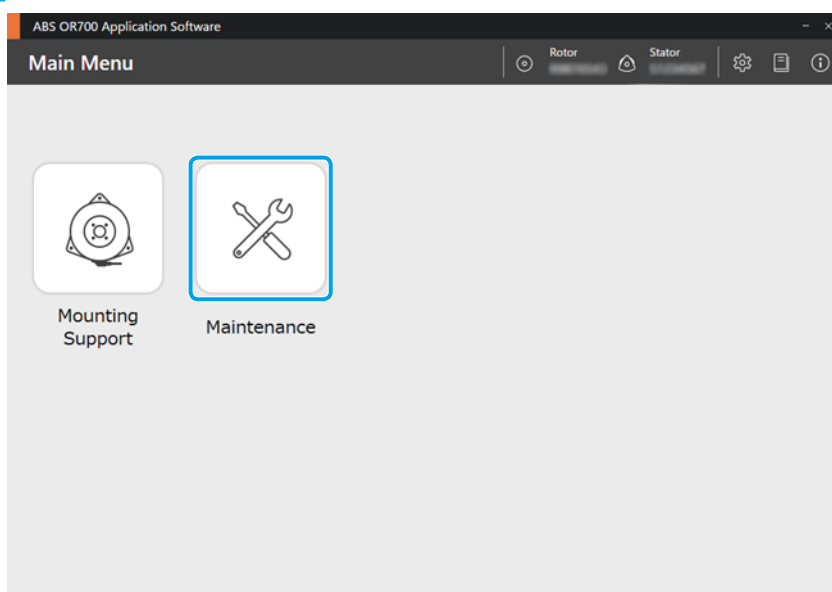 ABS OR700 Application Software
Main Menu
Rotor
Stator
Mounting
Support
Maintenance